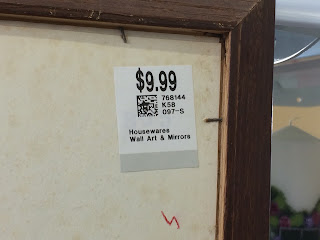 $9.99
768144
K58
097-S
Housewares
Wall Art & Mirrors